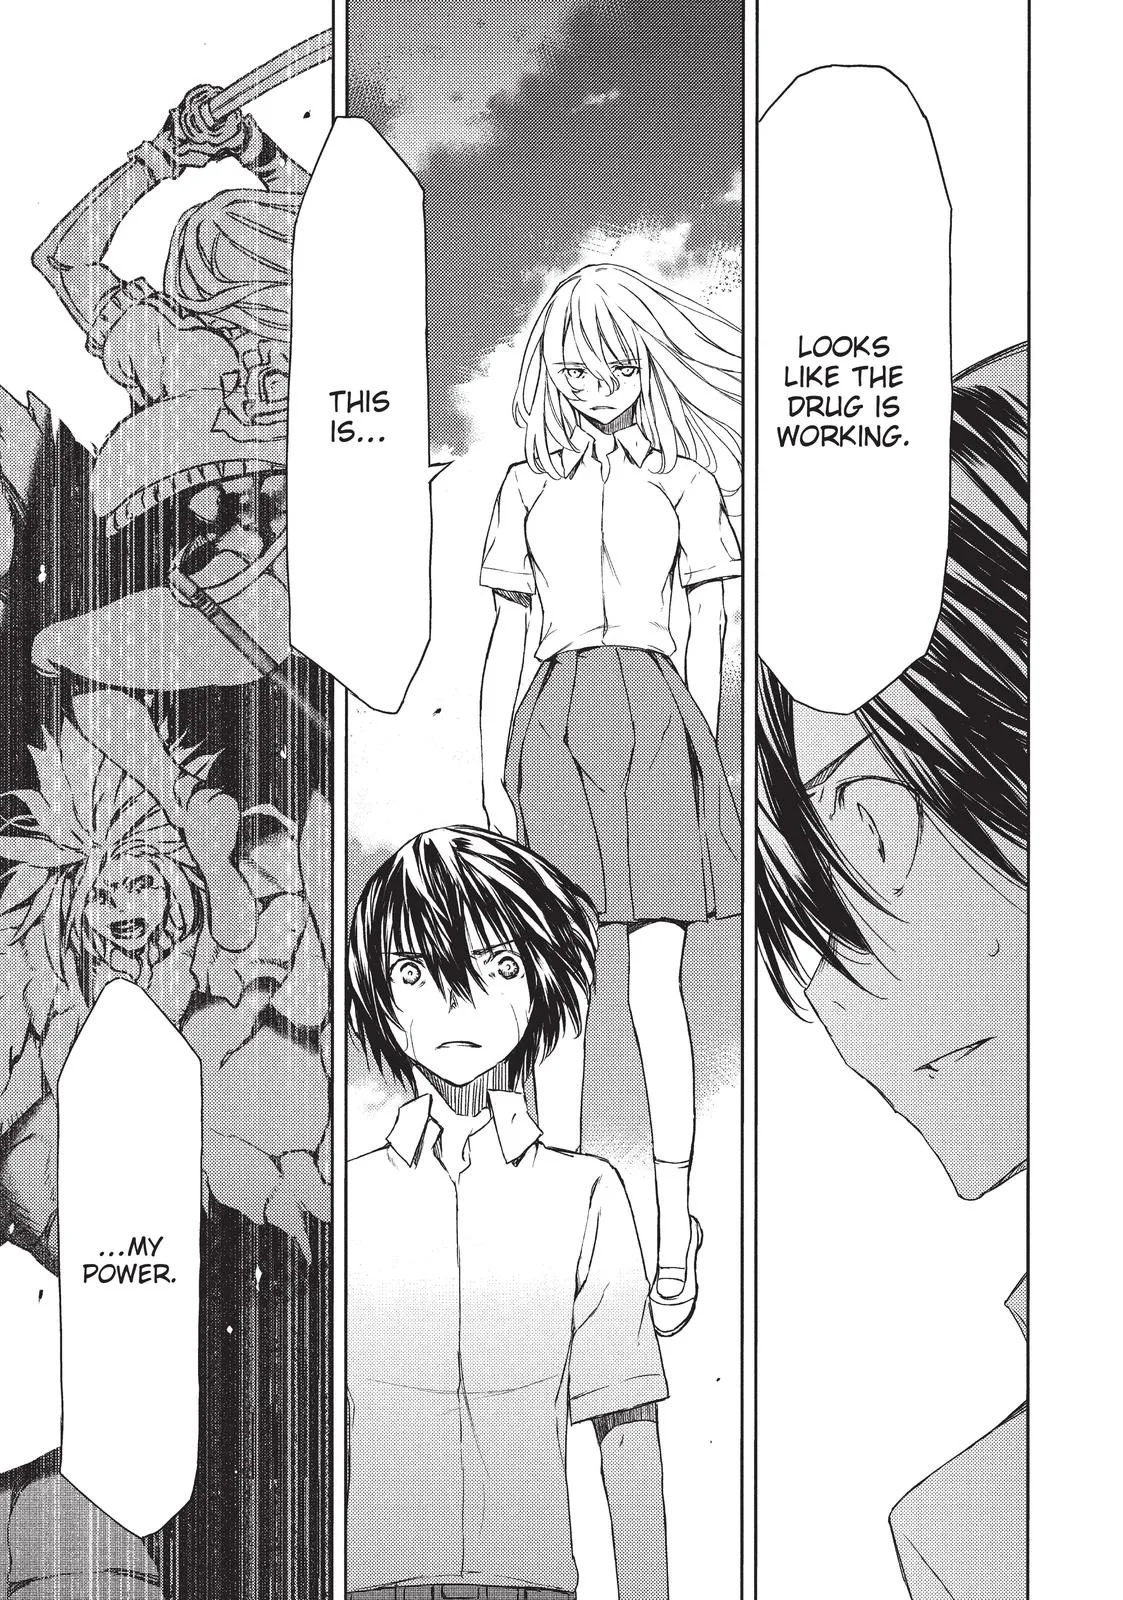 LOOKS
LIKE THE
DRUG IS
WORKING.
THIS
IS...
...MY
POWER.